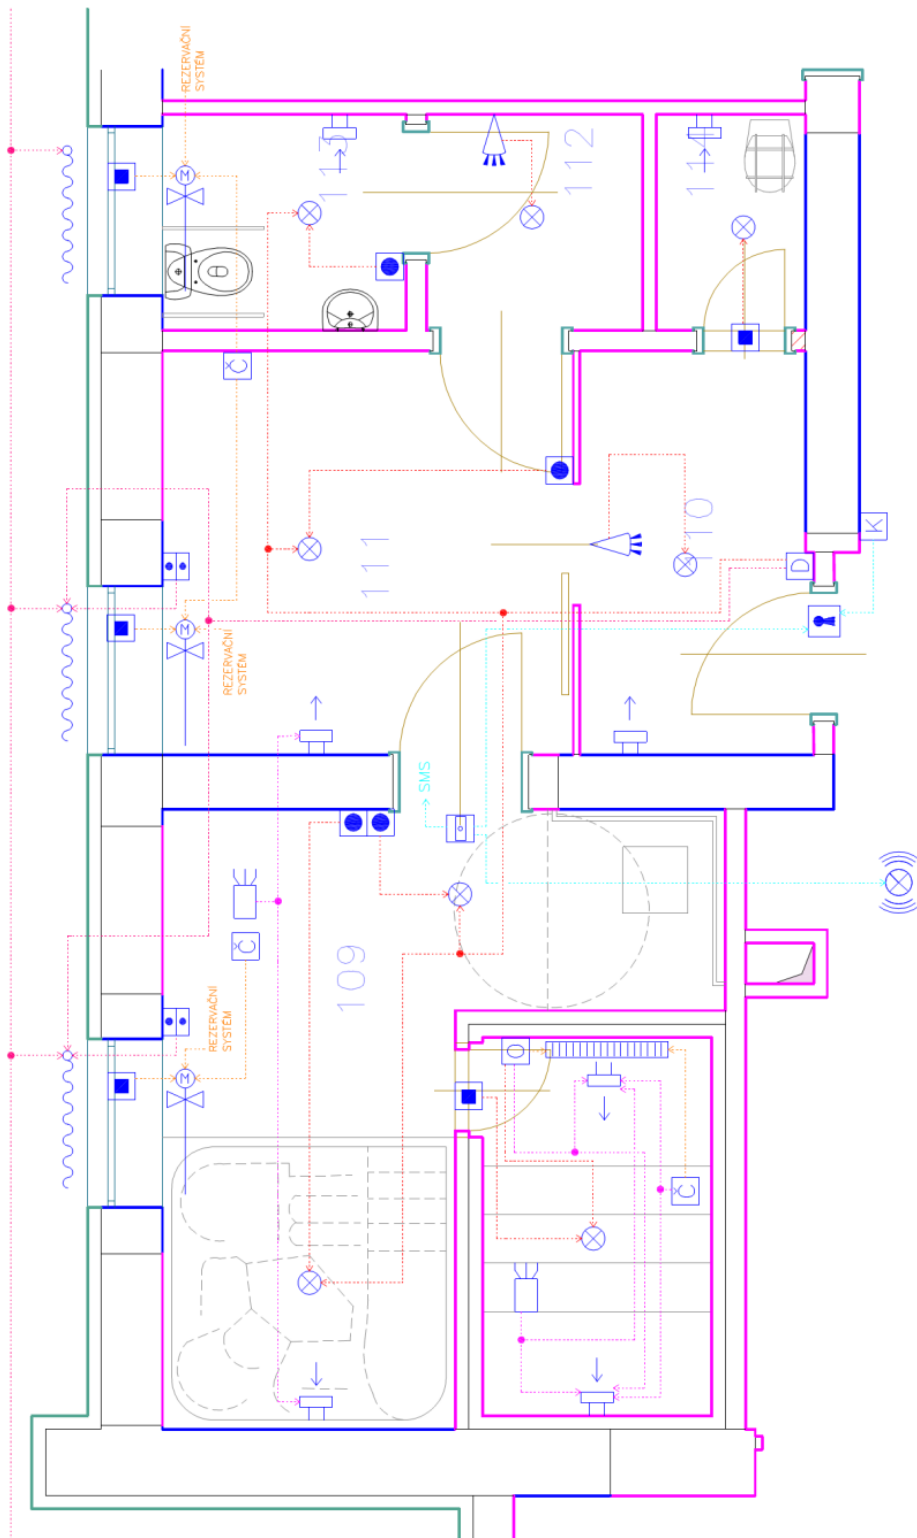 REZERVAČNÍ
SYSTÉM
M
113
112
114
Č
111
110
K
D
M
REZERVAČNÍ
SYSTÉM
SMS
Č
109
REZERVAČNÍ
SYSTÉM
M
O
Č